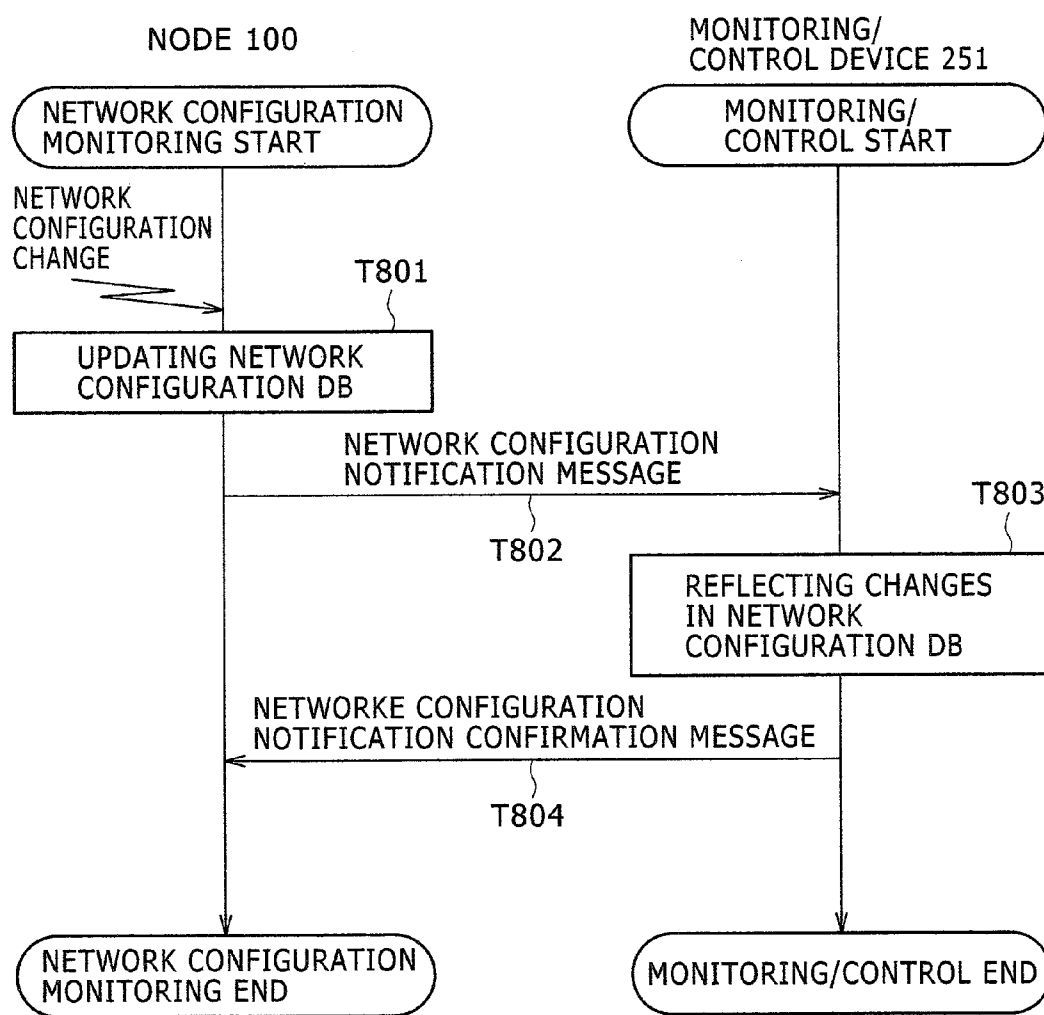 NODE 100
MONITORING/
CONTROL DEVICE 251
NETWORK CONFIGURATION
MONITORING START
MONITORING/
CONTROL START
NETWORK
CONFIGURATION
CHANGE
T801
UPDATING NETWORK
CONFIGURATION DB
NETWORK CONFIGURATION
NOTIFICATION MESSAGE
T802
T803
REFLECTING CHANGES
IN NETWORK
CONFIGURATION DB
NETWORKE CONFIGURATION
NOTIFICATION CONFIRMATION MESSAGE
T804
NETWORK CONFIGURATION
MONITORING END
MONITORING/CONTROL END